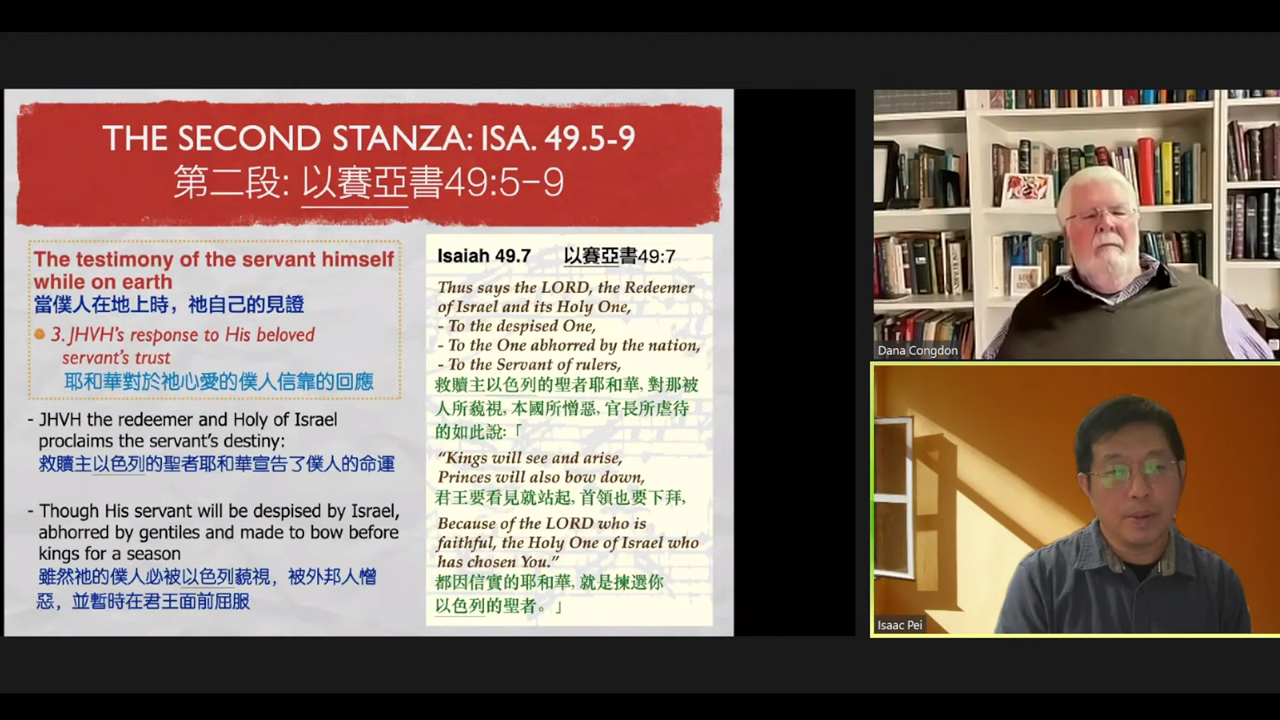 THE SECOND STANZA: ISA. 49.5-9
第二段: 以賽亞書49:5-9
The testimony of the servant himself
while on earth
當僕人在地上時，祂自己的見證
3. JHVH's response to His beloved
servant's trust
耶和華對於祂心愛的僕人信靠的回應
- JHVH the redeemer and Holy of Israel
proclaims the servant's destiny:
救贖主以色列的聖者耶和華宣告了僕人的命運
- Though His servant will be despised by Israel,
abhorred by gentiles and made to bow before
kings for a season
雖然祂的僕人必被以色列藐視，被外邦人憎
惡，並暫時在君王面前屈服
Isaiah 49.7 以賽亞書49:7
Thus says the LORD, the Redeemer
of Israel and its Holy One,
- To the despised One,
- To the One abhorred by the nation,
- To the Servant of rulers,
救贖主以色列的聖者耶和華, 對那被
人所藐視, 本國所憎惡, 官長所虐待
的如此說:「
"Kings will see and arise,
Princes will also bow down,
君王要看見就站起, 首領也要下拜,
Because of the LORD who is
faithful, the Holy One of Israel who
has chosen You."
都因信實的耶和華, 就是揀選你
以色列的聖者。」
Dana Congdon
Isaac Pei